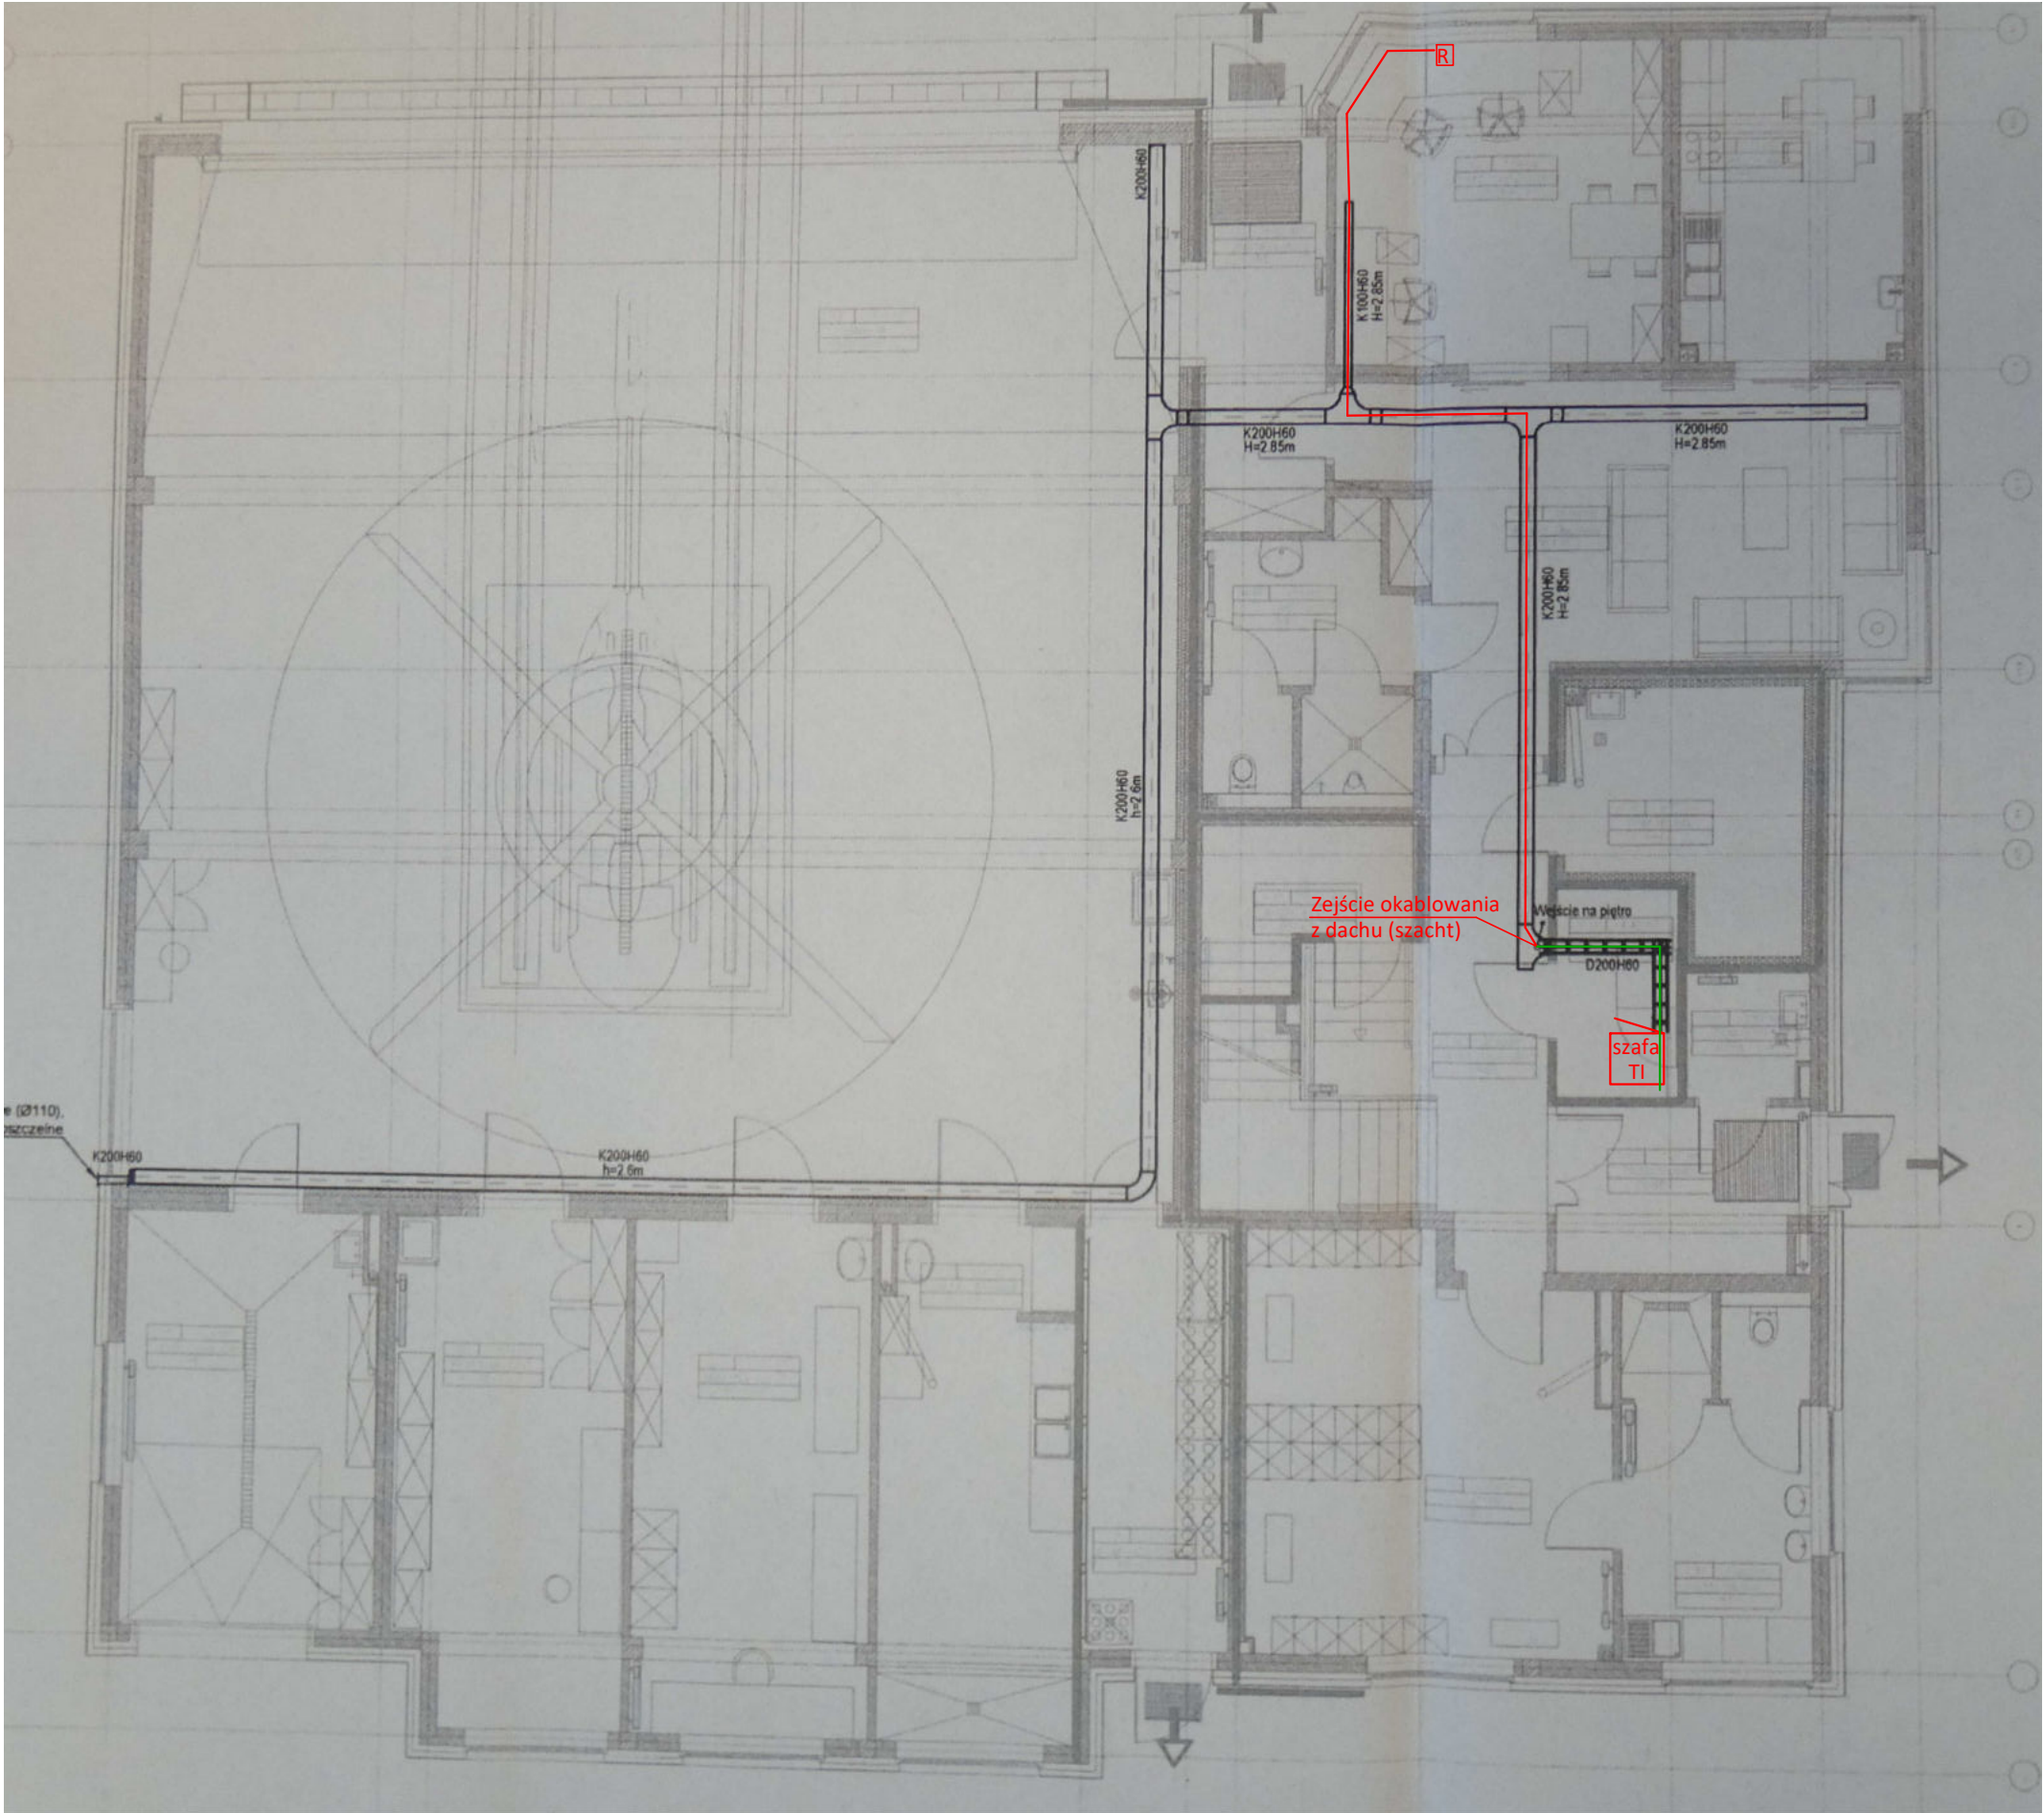 R
K200H60
K100H60
H=2.85m
K200H60
H=2.85m
K200H60
H=2.85m
K200H60
H=2.85m
K200H60
h=2.6m
Zejście okablowania
z dachu (szacht)
Wejście na piętro
D200H60
szafa
TI
e (Ø110),
oszczelne
K200H60
K200H60
h=2.6m